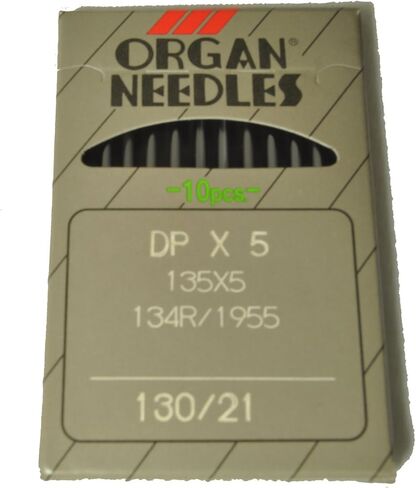 ORGAN®
NEEDLES
-10pcs.-
DP X 5
135X5
134R/1955
130/21